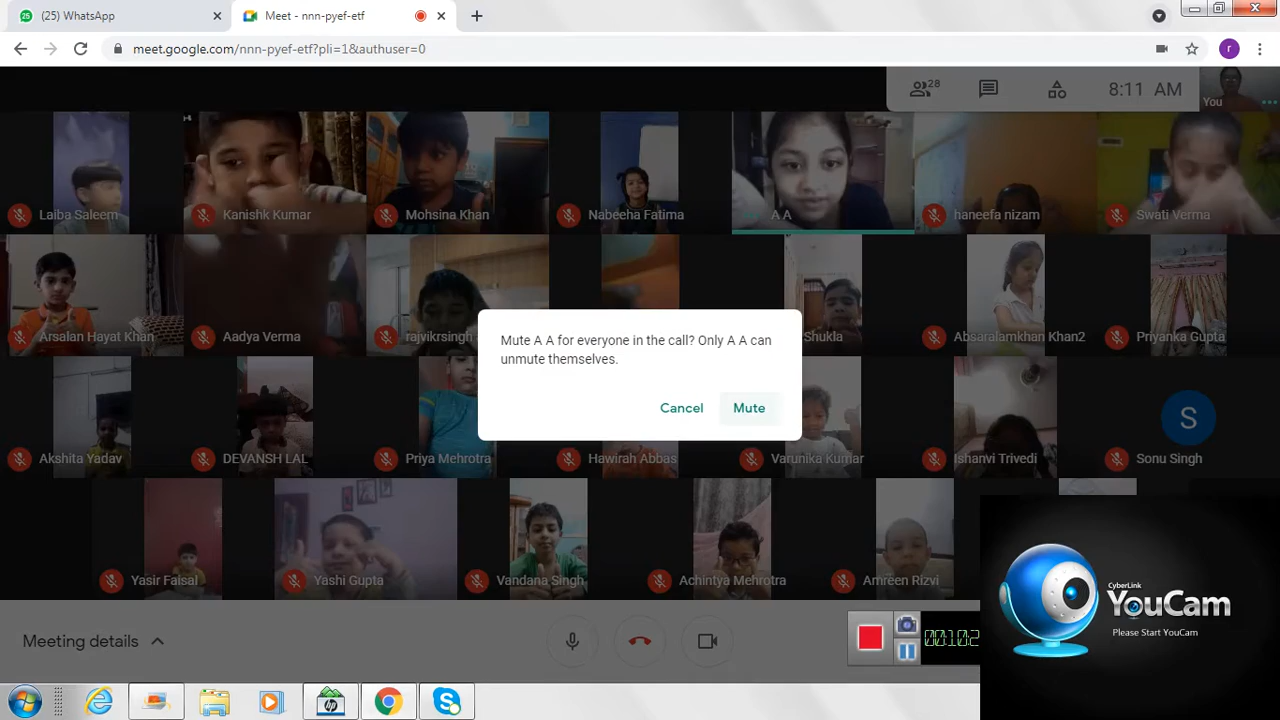 (25) WhatsApp
Meet - nnn-pyef-etf
meet.google.com/nnn-pyef-etf?pli=1&authuser=0
r
28
8:11 AM
You
Laiba Saleem
Kanishk Kumar
Mohsina Khan
Nabeeha Fatima
A A
haneefa nizam
Swati Verma
Arsalan Hayat Khan
Aadya Verma
rajvikrsingh
Shukla
Absaralamkhan Khan2
Priyanka Gupta
Mute A A for everyone in the call? Only A A can
unmute themselves.
Cancel
Mute
Akshita Yadav
DEVANSH LAL
Priya Mehrotra
Hawirah Abbas
Varunika Kumar
Ishanvi Trivedi
S
Sonu Singh
Yasir Faisal
Yashi Gupta
Vandana Singh
Achintya Mehrotra
Amreen Rizvi
CyberLink
YouCam
Please Start YouCam
Meeting details
00:10:2